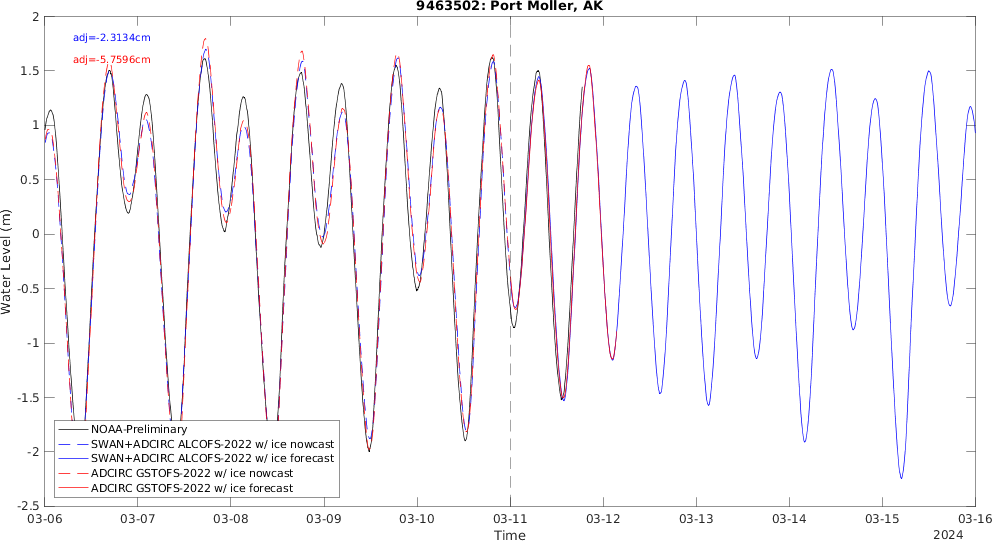 9463502: Port Moller, AK
adj=-2.3134cm
adj=-5.7596cm
Water Level (m)
2
1.5
1
0.5
0
-0.5
-1
-1.5
-2
-2.5
NOAA-Preliminary
SWAN+ADCIRC ALCOFS-2022 w/ ice nowcast
SWAN+ADCIRC ALCOFS-2022 w/ ice forecast
ADCIRC GSTOFS-2022 w/ ice nowcast
ADCIRC GSTOFS-2022 w/ ice forecast
03-06 03-07 03-08 03-09 03-10 03-11 03-12 03-13 03-14 03-15 03-16
Time
2024